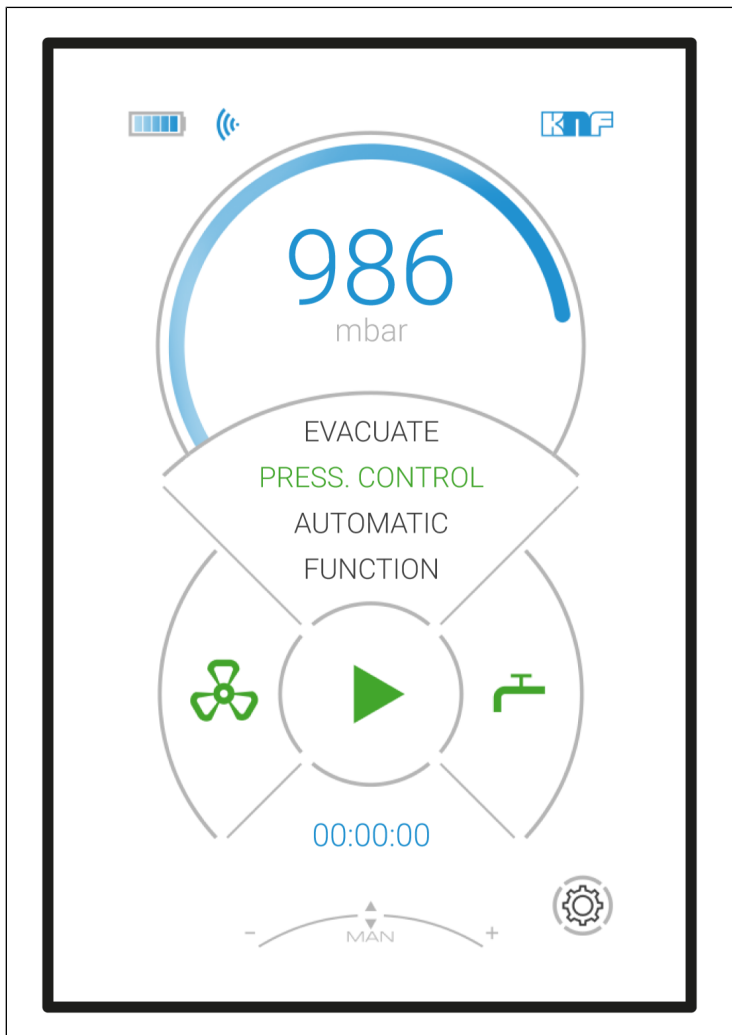 KNF
986
mbar
EVACUATE
PRESS. CONTROL
AUTOMATIC
FUNCTION
00:00:00
- MAN +